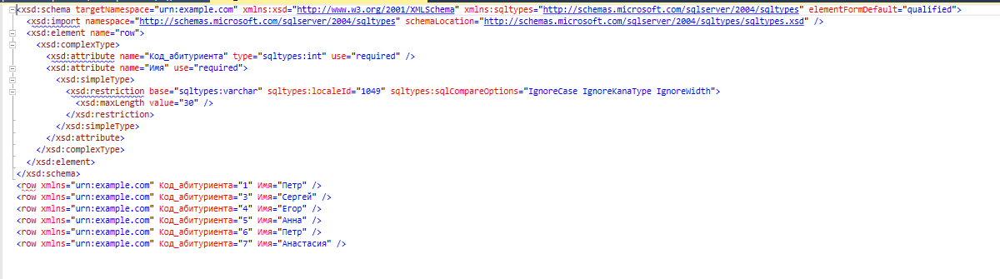 <xsd:schema targetNamespace="urn:example.com" xmlns:xsd="http://www.w3.org/2001/XMLSchema" xmlns:sqltypes="http://schemas.microsoft.com/sqlserver/2004/sqltypes" elementFormDefault="qualified">
<xsd:import namespace="http://schemas.microsoft.com/sqlserver/2004/sqltypes" schemaLocation="http://schemas.microsoft.com/sqlserver/2004/sqltypes/sqltypes.xsd" />
<xsd:element name="row">
<xsd:complexType>
<xsd:attribute name="Код_абитуриента" type="sqltypes:int" use="required" />
<xsd:attribute name="Имя" use="required">
<xsd:simpleType>
<xsd:restriction base="sqltypes:varchar" sqltypes:localeId="1049" sqltypes:sqlCompareOptions="IgnoreCase IgnoreKanaType IgnoreWidth">
<xsd:maxLength value="30" />
</xsd:restriction>
</xsd:simpleType>
</xsd:attribute>
</xsd:complexType>
</xsd:element>
</xsd:schema>
<row xmlns="urn:example.com" Код_абитуриента="1" Имя="Петр" />
<row xmlns="urn:example.com" Код_абитуриента="3" Имя="Сергей" />
<row xmlns="urn:example.com" Код_абитуриента="4" Имя="Егор" />
<row xmlns="urn:example.com" Код_абитуриента="5" Имя="Анна" />
<row xmlns="urn:example.com" Код_абитуриента="6" Имя="Петр" />
<row xmlns="urn:example.com" Код_абитуриента="7" Имя="Анастасия" />